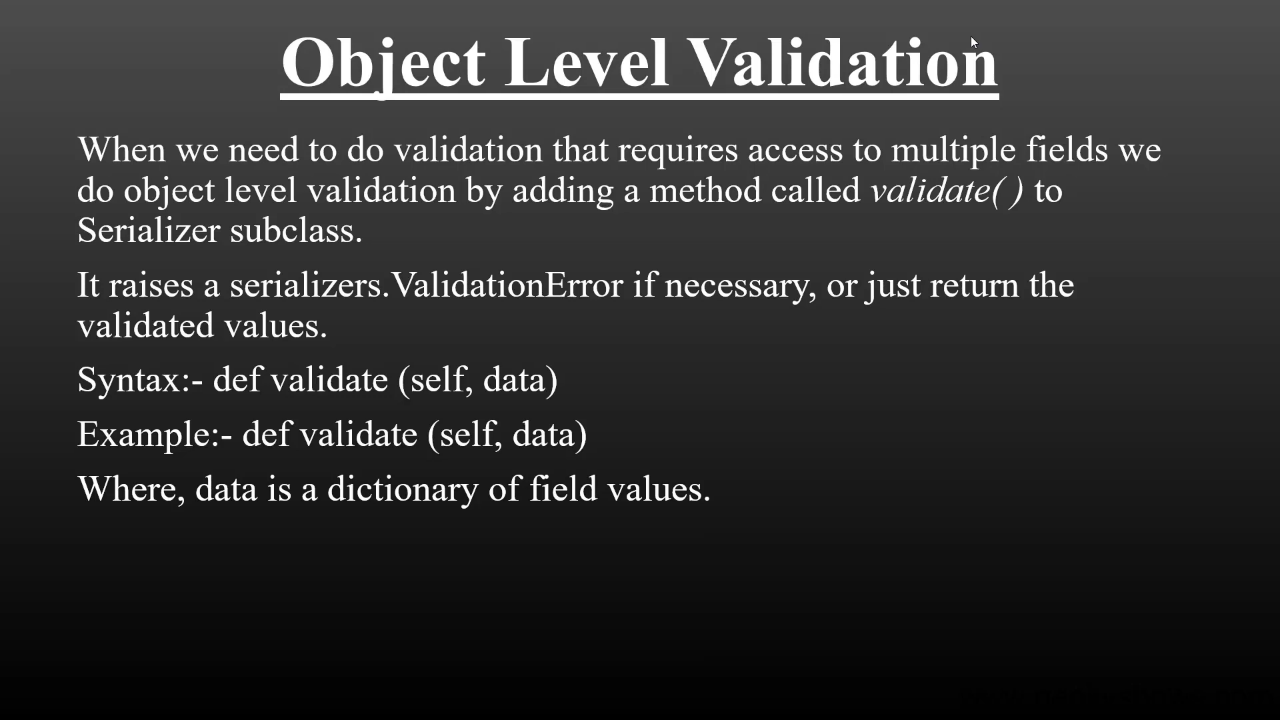 Object Level Validation
When we need to do validation that requires access to multiple fields we
do object level validation by adding a method called validate( ) to
Serializer subclass.
It raises a serializers.ValidationError if necessary, or just return the
validated values.
Syntax:- def validate (self, data)
Example:- def validate (self, data)
Where, data is a dictionary of field values.